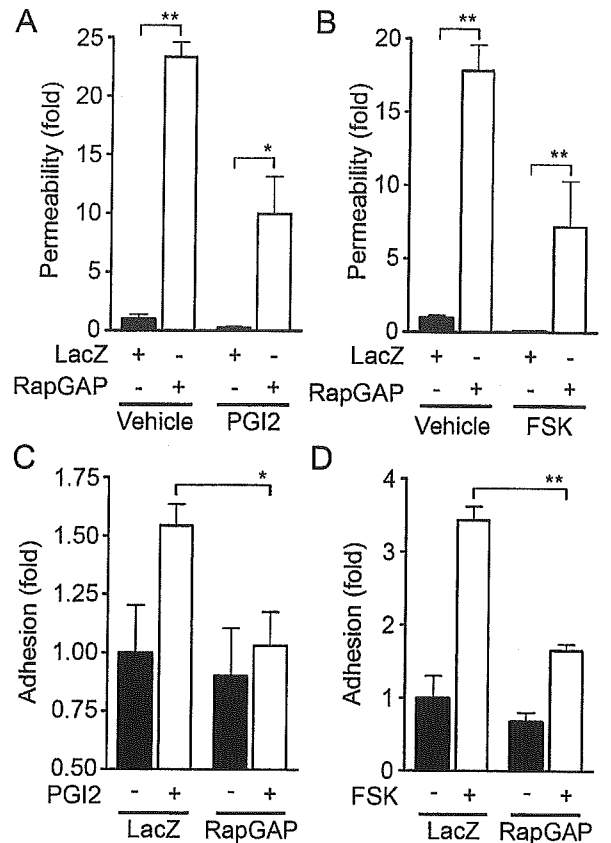 A
Permeability (fold)
25
20
15
10
5
0
**
*
LacZ + - + -
RapGAP - + - +
Vehicle PGI2
B
Permeability (fold)
20
15
10
5
0
**
**
LacZ + - + -
RapGAP - + - +
Vehicle FSK
C
Adhesion (fold)
1.75
1.50
1.25
1.00
0.75
0.50
*
PGI2 - + - +
LacZ RapGAP
D
Adhesion (fold)
4
3
2
1
0
**
FSK - + - +
LacZ RapGAP